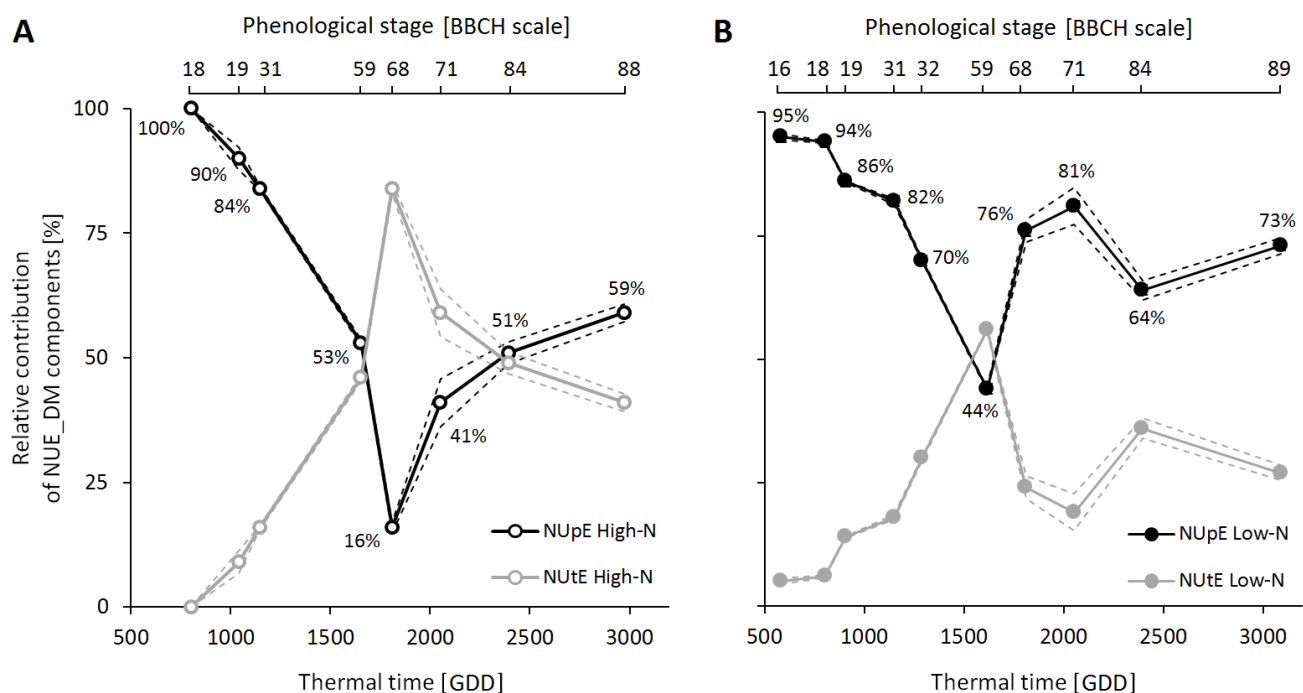 A
Phenological stage [BBCH scale]
18 19 31 59 68 71 84 88
Relative contribution
of NUE_DM components [%]
100
75
50
25
0
100%
90%
84%
53%
16%
41%
51%
59%
NUpE High-N
NUtE High-N
500 1000 1500 2000 2500 3000
Thermal time [GDD]
B
Phenological stage [BBCH scale]
16 18 19 31 32 59 68 71 84 89
95%
94%
86%
82%
70%
44%
76%
81%
64%
73%
NUpE Low-N
NUtE Low-N
500 1000 1500 2000 2500 3000
Thermal time [GDD]